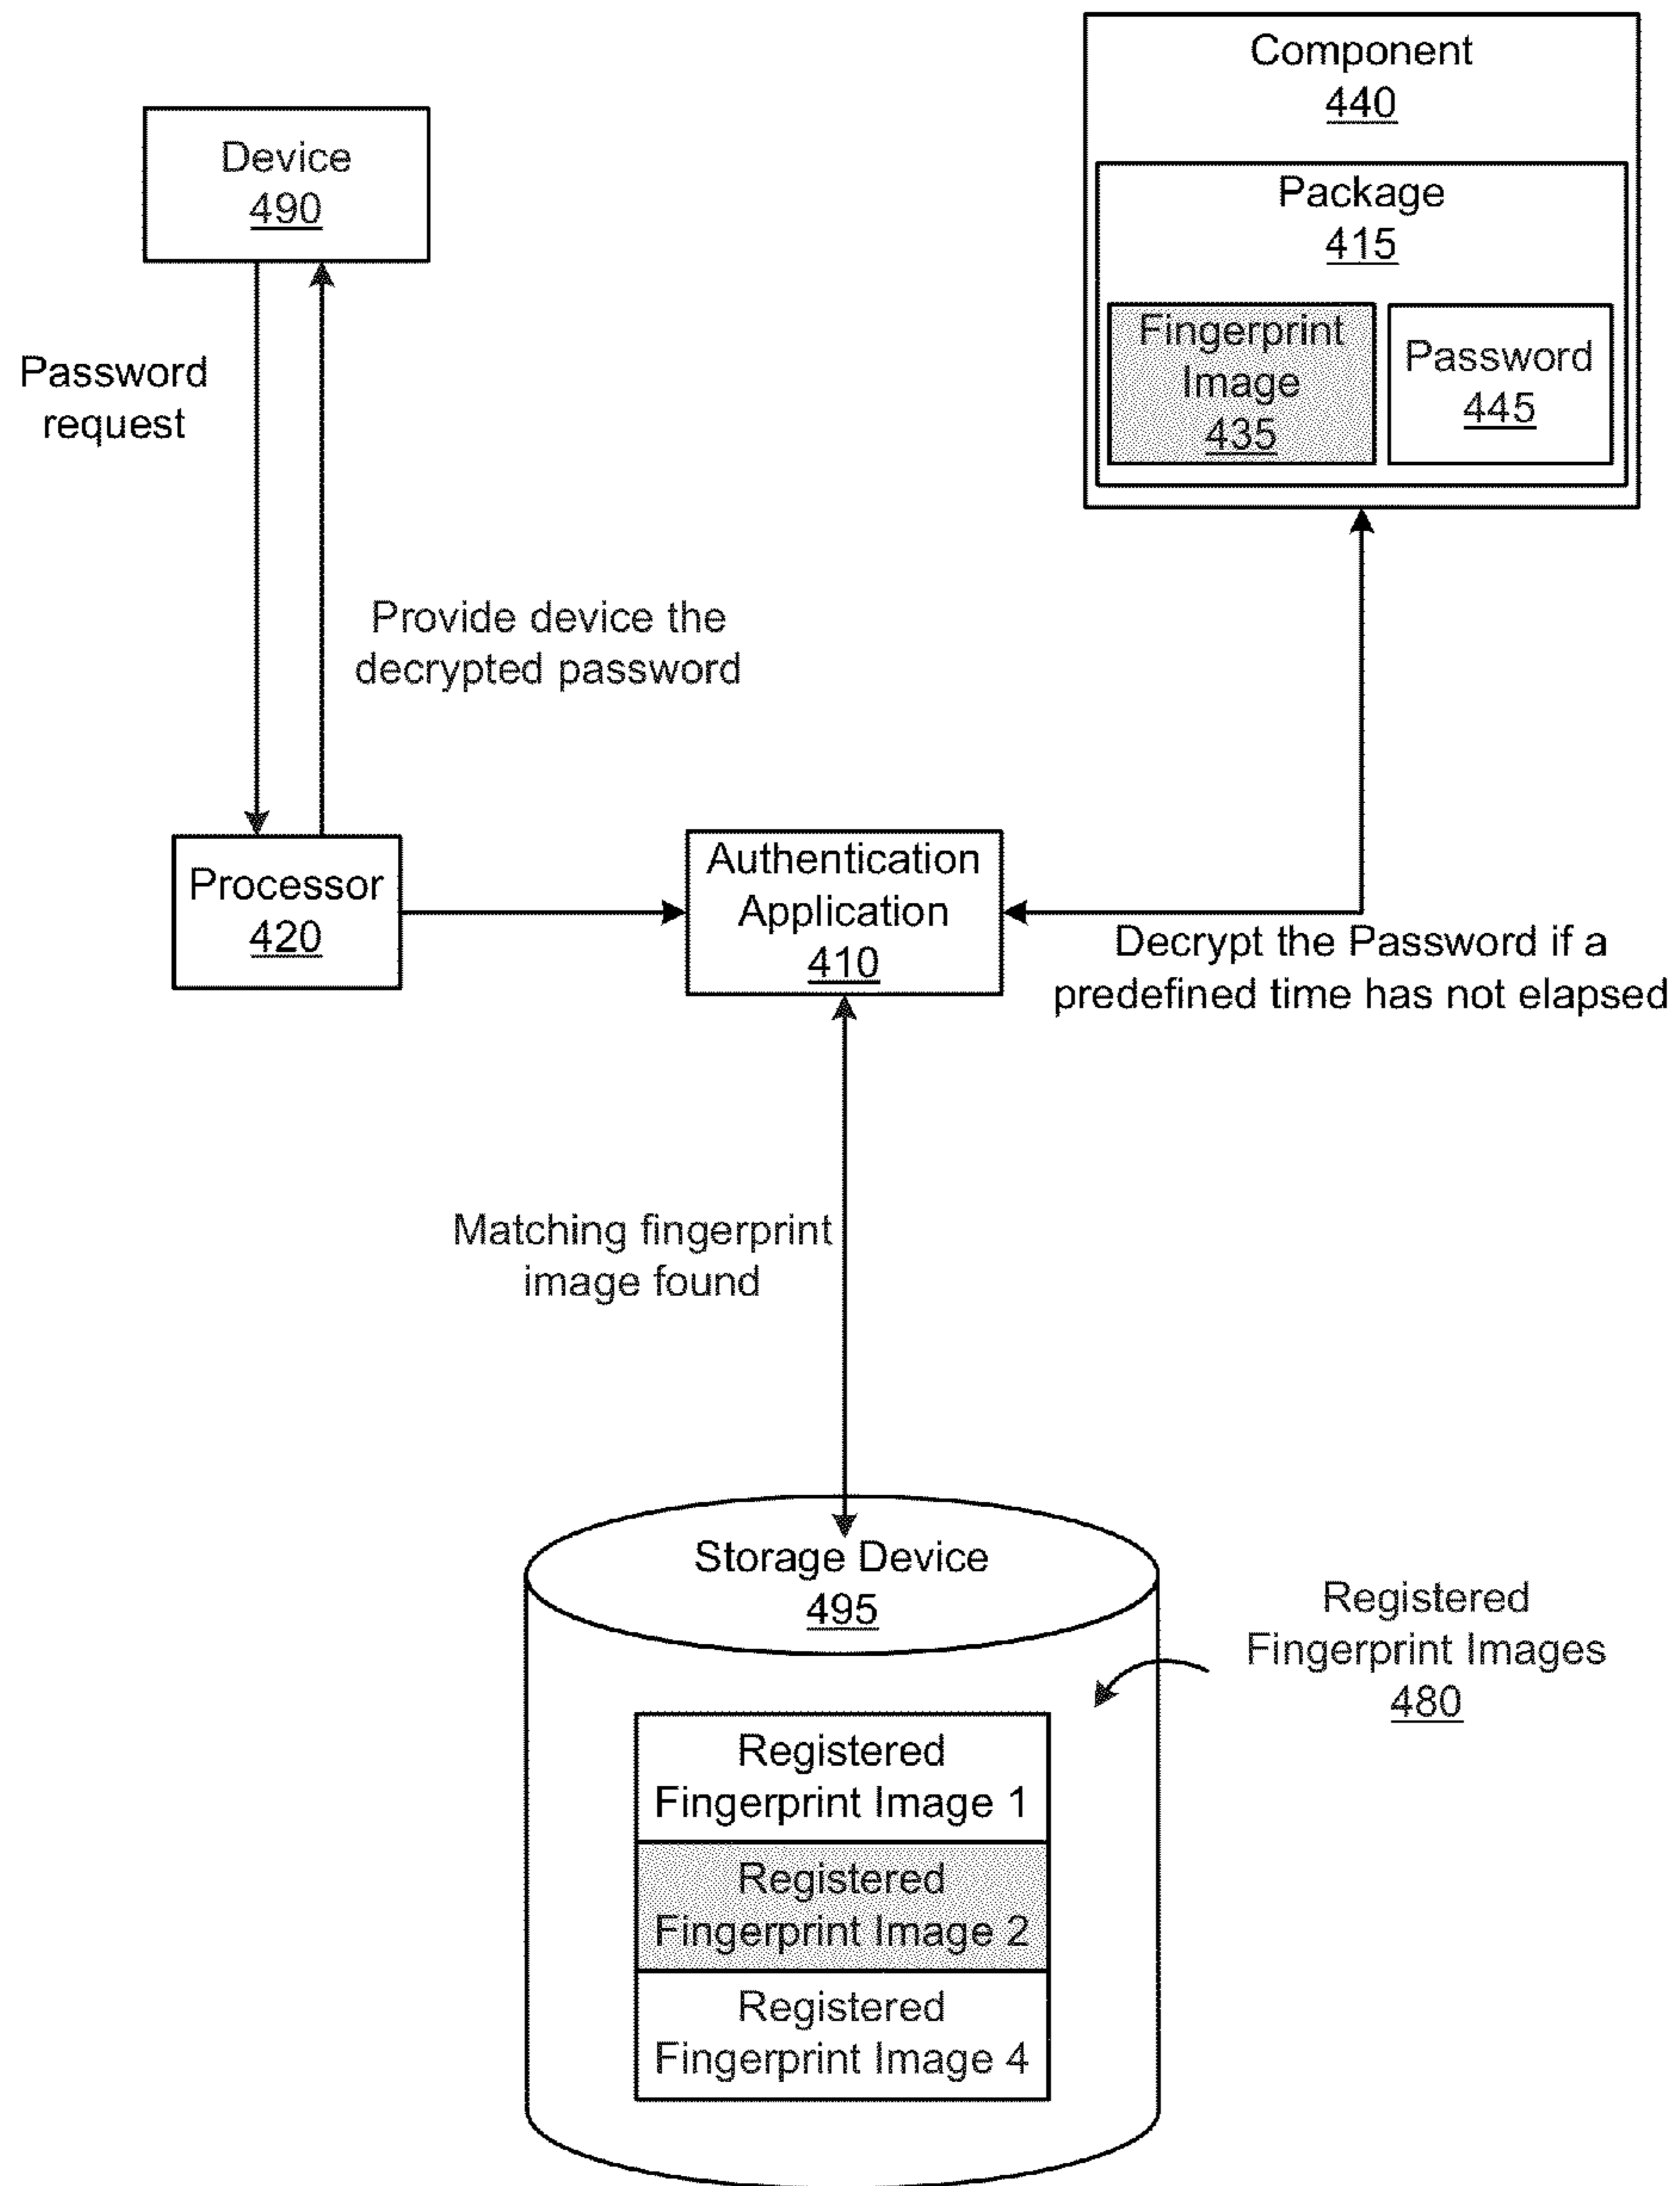 Component
440
Device
490
Package
415
Fingerprint
Image
435
Password
445
Password
request
Provide device the
decrypted password
Processor
420
Authentication
Application
410
Decrypt the Password if a
predefined time has not elapsed
Matching fingerprint
image found
Storage Device
495
Registered
Fingerprint Images
480
Registered
Fingerprint Image 1
Registered
Fingerprint Image 2
Registered
Fingerprint Image 4